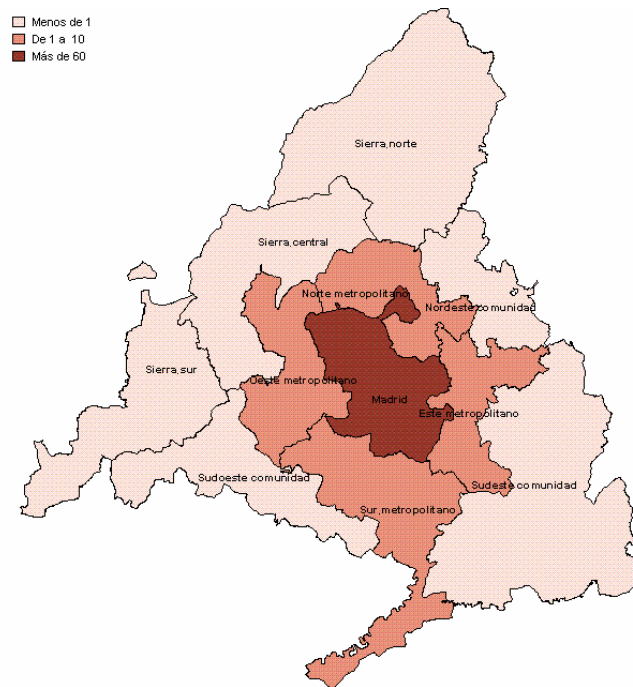 Menos de 1
De 1 a 10
Más de 60
Sierra,norte
Sierra,central
Norte metropolitano
Nordeste comunidad
Sierra,sur
Oeste metropolitano
Madrid
Este metropolitano
Sudoeste comunidad
Sudeste comunidad
Sur,metropolitano